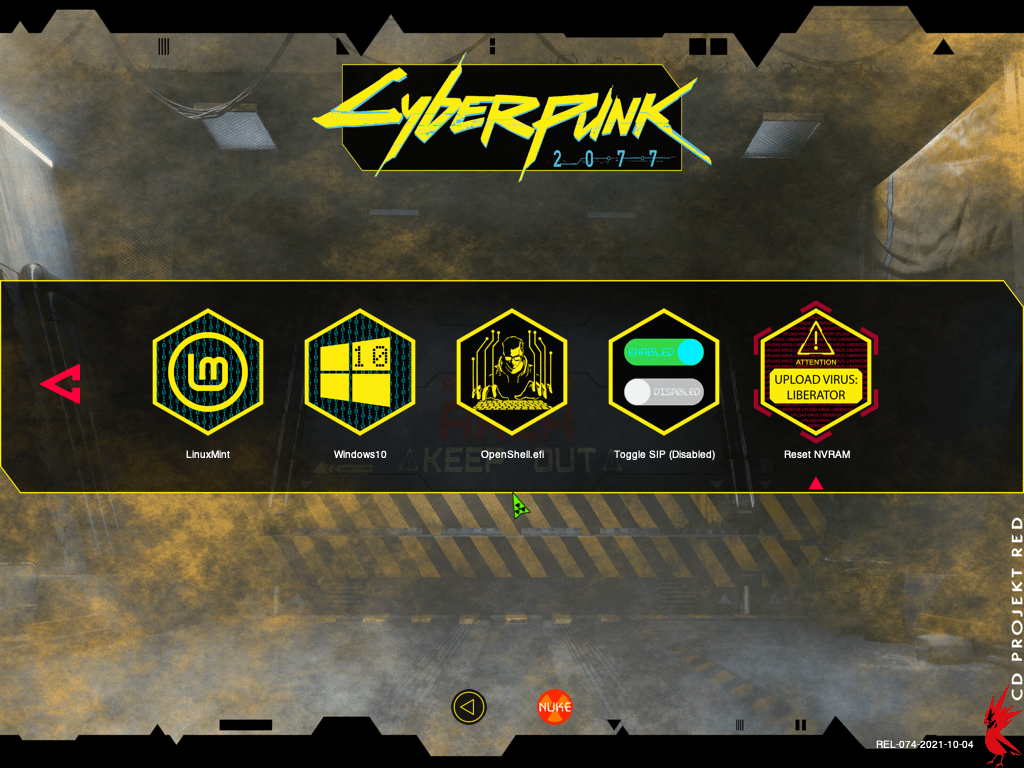 Cyberpunk
2077
10
ENABLED
DISABLED
ATTENTION
UPLOAD VIRUS:
LIBERATOR
LinuxMint
Windows10
OpenShell.efi
Toggle SIP (Disabled)
Reset NVRAM
KEEP OUT
CD PROJEKT RED
NUKE
REL-074-2021-10-04